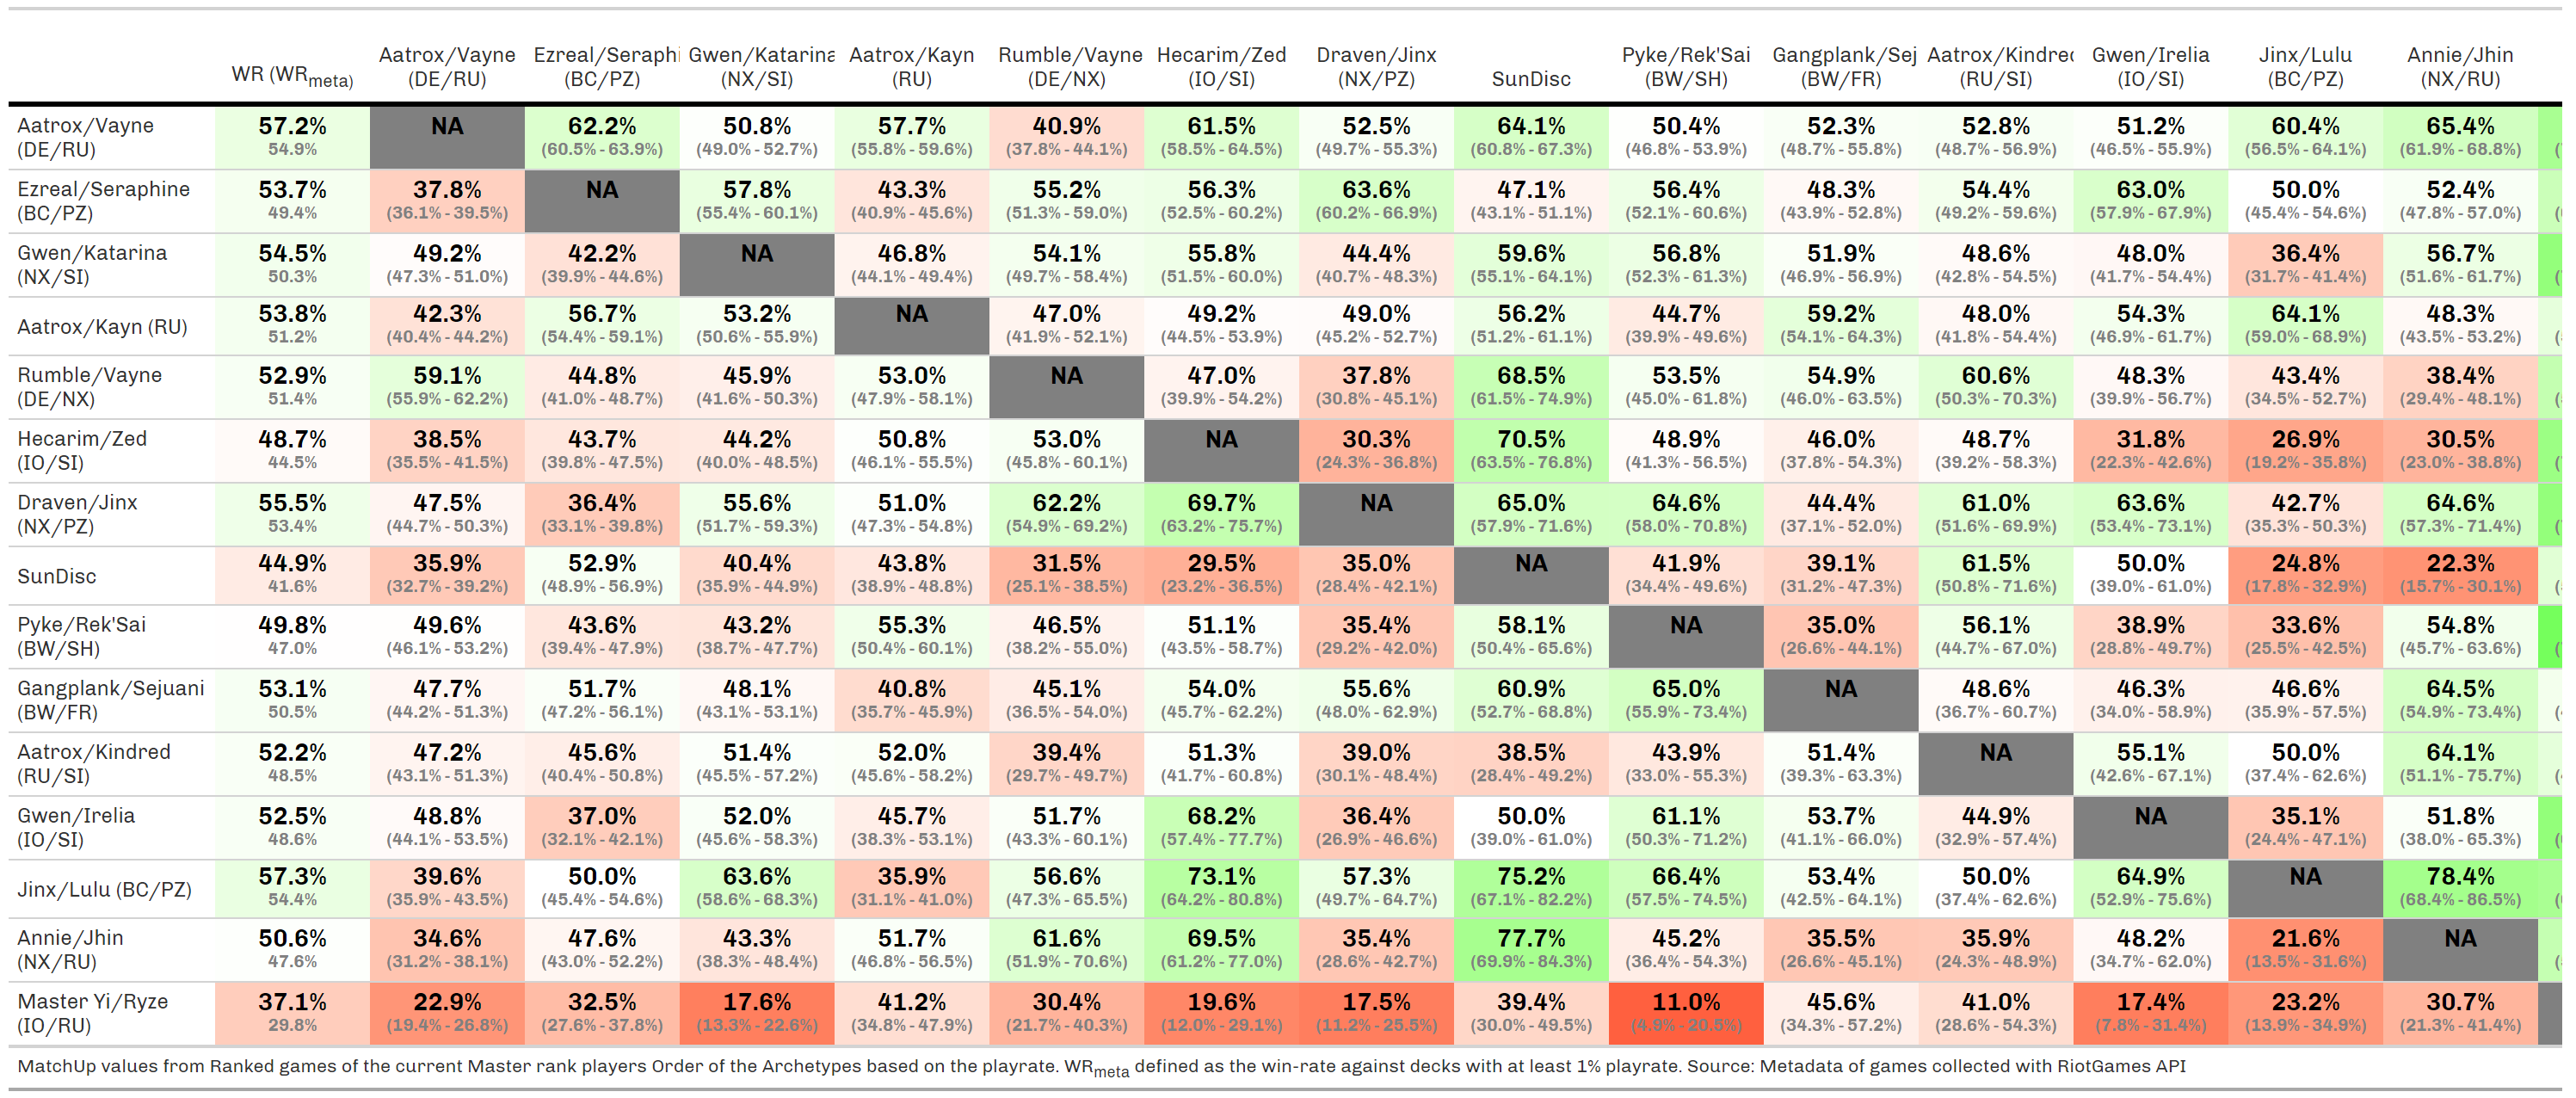 WR (WRmeta) Aatrox/Vayne (DE/RU) Ezreal/Seraphi (BC/PZ) Gwen/Katarina (NX/SI) Aatrox/Kayn (RU) Rumble/Vayne (DE/NX) Hecarim/Zed (IO/SI) Draven/Jinx (NX/PZ) SunDisc Pyke/Rek'Sai (BW/SH) Gangplank/Sej (BW/FR) Aatrox/Kindred (RU/SI) Gwen/Irelia (IO/SI) Jinx/Lulu (BC/PZ) Annie/Jhin (NX/RU)
Aatrox/Vayne 57.2% NA 62.2% 50.8% 57.7% 40.9% 61.5% 52.5% 64.1% 50.4% 52.3% 52.8% 51.2% 60.4% 65.4%
(DE/RU) 54.9% (60.5% - 63.9%) (49.0% - 52.7%) (55.8% - 59.6%) (37.8% - 44.1%) (58.5% - 64.5%) (49.7% - 55.3%) (60.8% - 67.3%) (46.8% - 53.9%) (48.7% - 55.8%) (48.7% - 56.9%) (46.5% - 55.9%) (56.5% - 64.1%) (61.9% - 68.8%)
Ezreal/Seraphine 53.7% 37.8% NA 57.8% 43.3% 55.2% 56.3% 63.6% 47.1% 56.4% 48.3% 54.4% 63.0% 50.0% 52.4%
(BC/PZ) 49.4% (36.1% - 39.5%) (55.4% - 60.1%) (40.9% - 45.6%) (51.3% - 59.0%) (52.5% - 60.2%) (60.2% - 66.9%) (43.1% - 51.1%) (52.1% - 60.6%) (43.9% - 52.8%) (49.2% - 59.6%) (57.9% - 67.9%) (45.4% - 54.6%) (47.8% - 57.0%)
Gwen/Katarina 54.5% 49.2% 42.2% NA 46.8% 54.1% 55.8% 44.4% 59.6% 56.8% 51.9% 48.6% 48.0% 36.4% 56.7%
(NX/SI) 50.3% (47.3% - 51.0%) (39.9% - 44.6%) (44.1% - 49.4%) (49.7% - 58.4%) (51.5% - 60.0%) (40.7% - 48.3%) (55.1% - 64.1%) (52.3% - 61.3%) (46.9% - 56.9%) (42.8% - 54.5%) (41.7% - 54.4%) (31.7% - 41.4%) (51.6% - 61.7%)
Aatrox/Kayn (RU) 53.8% 42.3% 56.7% 53.2% NA 47.0% 49.2% 49.0% 56.2% 44.7% 59.2% 48.0% 54.3% 64.1% 48.3%
51.2% (40.4% - 44.2%) (54.4% - 59.1%) (50.6% - 55.9%) (41.9% - 52.1%) (44.5% - 53.9%) (45.2% - 52.7%) (51.2% - 61.1%) (39.9% - 49.6%) (54.1% - 64.3%) (41.8% - 54.4%) (46.9% - 61.7%) (59.0% - 68.9%) (43.5% - 53.2%)
Rumble/Vayne 52.9% 59.1% 44.8% 45.9% 53.0% NA 47.0% 37.8% 68.5% 53.5% 54.9% 60.6% 48.3% 43.4% 38.4%
(DE/NX) 51.4% (55.9% - 62.2%) (41.0% - 48.7%) (41.6% - 50.3%) (47.9% - 58.1%) (39.9% - 54.2%) (30.8% - 45.1%) (61.5% - 74.9%) (45.0% - 61.8%) (46.0% - 63.5%) (50.3% - 70.3%) (39.9% - 56.7%) (34.5% - 52.7%) (29.4% - 48.1%)
Hecarim/Zed 48.7% 38.5% 43.7% 44.2% 50.8% 53.0% NA 30.3% 70.5% 48.9% 46.0% 48.7% 31.8% 26.9% 30.5%
(IO/SI) 44.5% (35.5% - 41.5%) (39.8% - 47.5%) (40.0% - 48.5%) (46.1% - 55.5%) (45.8% - 60.1%) (24.3% - 36.8%) (63.5% - 76.8%) (41.3% - 56.5%) (37.8% - 54.3%) (39.2% - 58.3%) (22.3% - 42.6%) (19.2% - 35.8%) (23.0% - 38.8%)
Draven/Jinx 55.5% 47.5% 36.4% 55.6% 51.0% 62.2% 69.7% NA 65.0% 64.6% 44.4% 61.0% 63.6% 42.7% 64.6%
(NX/PZ) 53.4% (44.7% - 50.3%) (33.1% - 39.8%) (51.7% - 59.3%) (47.3% - 54.8%) (54.9% - 69.2%) (63.2% - 75.7%) (57.9% - 71.6%) (58.0% - 70.8%) (37.1% - 52.0%) (51.6% - 69.9%) (53.4% - 73.1%) (35.3% - 50.3%) (57.3% - 71.4%)
SunDisc 44.9% 35.9% 52.9% 40.4% 43.8% 31.5% 29.5% 35.0% NA 41.9% 39.1% 61.5% 50.0% 24.8% 22.3%
41.6% (32.7% - 39.2%) (48.9% - 56.9%) (35.9% - 44.9%) (38.9% - 48.8%) (25.1% - 38.5%) (23.2% - 36.5%) (28.4% - 42.1%) (34.4% - 49.6%) (31.2% - 47.3%) (50.8% - 71.6%) (39.0% - 61.0%) (17.8% - 32.9%) (15.7% - 30.1%)
Pyke/Rek'Sai 49.8% 49.6% 43.6% 43.2% 55.3% 46.5% 51.1% 35.4% 58.1% NA 35.0% 56.1% 38.9% 33.6% 54.8%
(BW/SH) 47.0% (46.1% - 53.2%) (39.4% - 47.9%) (38.7% - 47.7%) (50.4% - 60.1%) (38.2% - 55.0%) (43.5% - 58.7%) (29.2% - 42.0%) (50.4% - 65.6%) (26.6% - 44.1%) (44.7% - 67.0%) (28.8% - 49.7%) (25.5% - 42.5%) (45.7% - 63.6%)
Gangplank/Sejuani 53.1% 47.7% 51.7% 48.1% 40.8% 45.1% 54.0% 55.6% 60.9% 65.0% NA 48.6% 46.3% 46.6% 64.5%
(BW/FR) 50.5% (44.2% - 51.3%) (47.2% - 56.1%) (43.1% - 53.1%) (35.7% - 45.9%) (36.5% - 54.0%) (45.7% - 62.2%) (48.0% - 62.9%) (52.7% - 68.8%) (55.9% - 73.4%) (36.7% - 60.7%) (34.0% - 58.9%) (35.9% - 57.5%) (54.9% - 73.4%)
Aatrox/Kindred 52.2% 47.2% 45.6% 51.4% 52.0% 39.4% 51.3% 39.0% 38.5% 43.9% 51.4% NA 55.1% 50.0% 64.1%
(RU/SI) 48.5% (43.1% - 51.3%) (40.4% - 50.8%) (45.5% - 57.2%) (45.6% - 58.2%) (29.7% - 49.7%) (41.7% - 60.8%) (30.1% - 48.4%) (28.4% - 49.2%) (33.0% - 55.3%) (39.3% - 63.3%) (42.6% - 67.1%) (37.4% - 62.6%) (51.1% - 75.7%)
Gwen/Irelia 52.5% 48.8% 37.0% 52.0% 45.7% 51.7% 68.2% 36.4% 50.0% 61.1% 53.7% 44.9% NA 35.1% 51.8%
(IO/SI) 48.6% (44.1% - 53.5%) (32.1% - 42.1%) (45.6% - 58.3%) (38.3% - 53.1%) (43.3% - 60.1%) (57.4% - 77.7%) (26.9% - 46.6%) (39.0% - 61.0%) (50.3% - 71.2%) (41.1% - 66.0%) (32.9% - 57.4%) (24.4% - 47.1%) (38.0% - 65.3%)
Jinx/Lulu (BC/PZ) 57.3% 39.6% 50.0% 63.6% 35.9% 56.6% 73.1% 57.3% 75.2% 66.4% 53.4% 50.0% 64.9% NA 78.4%
54.4% (35.9% - 43.5%) (45.4% - 54.6%) (58.6% - 68.3%) (31.1% - 41.0%) (47.3% - 65.5%) (64.2% - 80.8%) (49.7% - 64.7%) (67.1% - 82.2%) (57.5% - 74.5%) (42.5% - 64.1%) (37.4% - 62.6%) (52.9% - 75.6%) (68.4% - 86.5%)
Annie/Jhin 50.6% 34.6% 47.6% 43.3% 51.7% 61.6% 69.5% 35.4% 77.7% 45.2% 35.5% 35.9% 48.2% 21.6% NA
(NX/RU) 47.6% (31.2% - 38.1%) (43.0% - 52.2%) (38.3% - 48.4%) (46.8% - 56.5%) (51.9% - 70.6%) (61.2% - 77.0%) (28.6% - 42.7%) (69.9% - 84.3%) (36.4% - 54.3%) (26.6% - 45.1%) (24.3% - 48.9%) (34.7% - 62.0%) (13.5% - 31.6%)
Master Yi/Ryze 37.1% 22.9% 32.5% 17.6% 41.2% 30.4% 19.6% 17.5% 39.4% 11.0% 45.6% 41.0% 17.4% 23.2% 30.7%
(IO/RU) 29.8% (19.4% - 26.8%) (27.6% - 37.8%) (13.3% - 22.6%) (34.8% - 47.9%) (21.7% - 40.3%) (12.0% - 29.1%) (11.2% - 25.5%) (30.0% - 49.5%) (4.9% - 20.5%) (34.3% - 57.2%) (28.6% - 54.3%) (7.8% - 31.4%) (13.9% - 34.9%) (21.3% - 41.4%)
MatchUp values from Ranked games of the current Master rank players Order of the Archetypes based on the playrate. WRmeta defined as the win-rate against decks with at least 1% playrate. Source: Metadata of games collected with RiotGames API